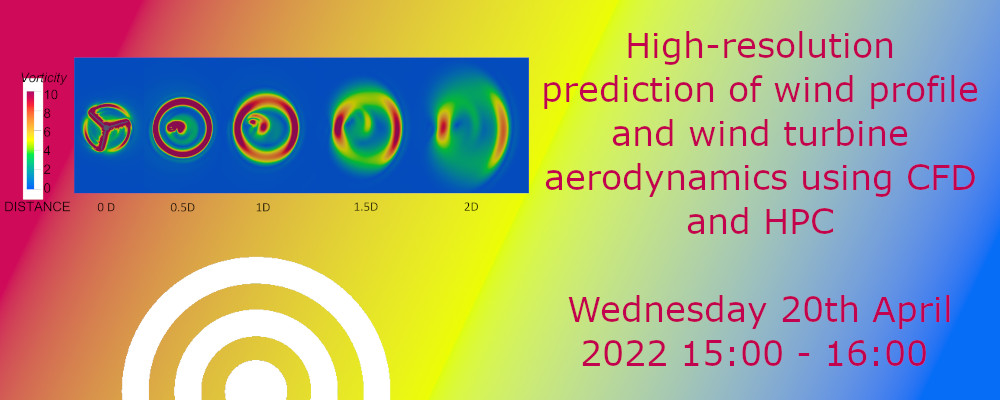 Vorticity
10
8
6
4
2
0
DISTANCE 0 D 0.5D 1D 1.5D 2D
High-resolution
prediction of wind profile
and wind turbine
aerodynamics using CFD
and HPC
Wednesday 20th April
2022 15:00 - 16:00